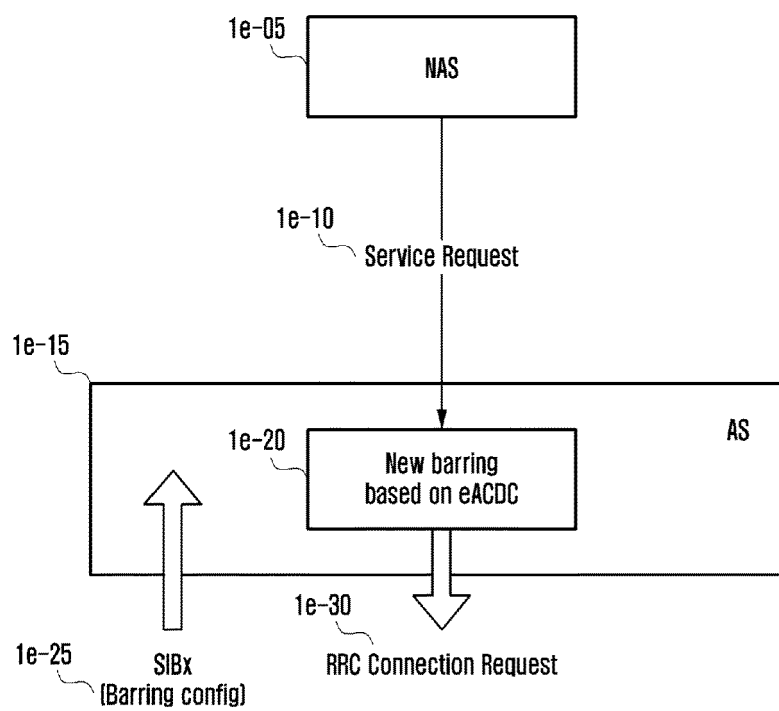 1e-05
NAS
1e-10
Service Request
1e-15
AS
1e-20
New barring
based on eACDC
1e-30
RRC Connection Request
1e-25
SIBx
(Barring config)